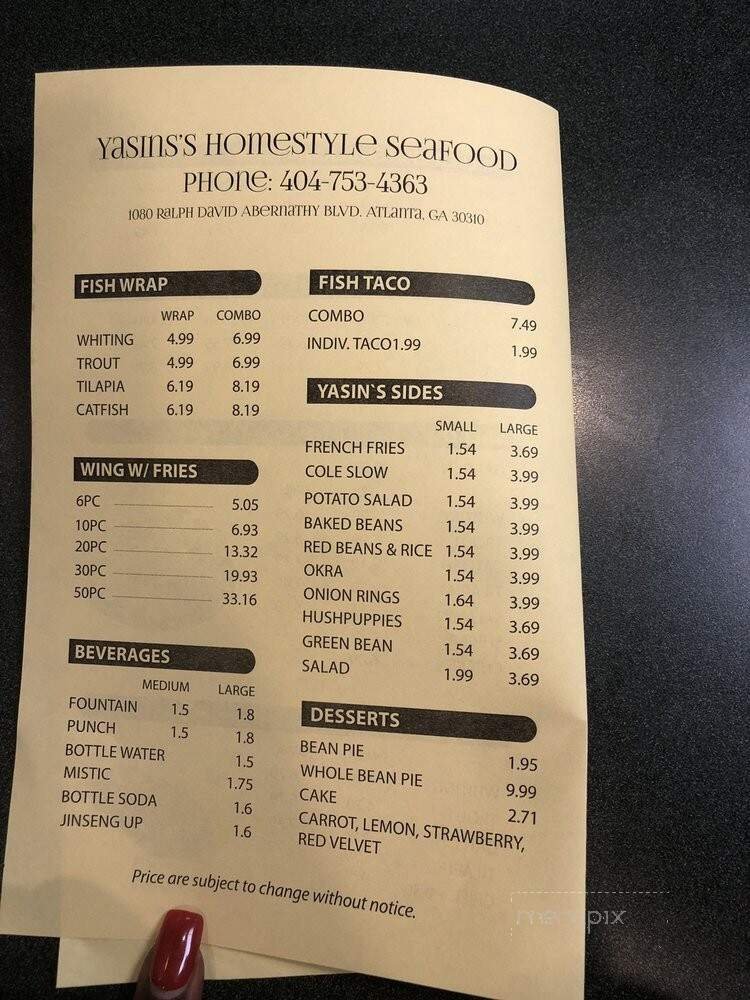 Yasins's Homestyle Seafood
Phone: 404-753-4363
1080 Ralph David Abernathy Blvd. Atlanta, GA 30310
FISH WRAP
WRAP COMBO
WHITING 4.99 6.99
TROUT 4.99 6.99
TILAPIA 6.19 8.19
CATFISH 6.19 8.19
WING W/ FRIES
6PC 5.05
10PC 6.93
20PC 13.32
30PC 19.93
50PC 33.16
BEVERAGES
MEDIUM LARGE
FOUNTAIN 1.5 1.8
PUNCH 1.5 1.8
BOTTLE WATER 1.5
MISTIC 1.75
BOTTLE SODA 1.6
JINSENG UP 1.6
FISH TACO
COMBO 7.49
INDIV. TACO1.99 1.99
YASIN`S SIDES
SMALL LARGE
FRENCH FRIES 1.54 3.69
COLE SLOW 1.54 3.99
POTATO SALAD 1.54 3.99
BAKED BEANS 1.54 3.99
RED BEANS & RICE 1.54 3.99
OKRA 1.54 3.99
ONION RINGS 1.64 3.99
HUSHPUPPIES 1.54 3.69
GREEN BEAN 1.54 3.69
SALAD 1.99 3.69
DESSERTS
BEAN PIE 1.95
WHOLE BEAN PIE 9.99
CAKE 2.71
CARROT, LEMON, STRAWBERRY,
RED VELVET
Price are subject to change without notice.
menupix